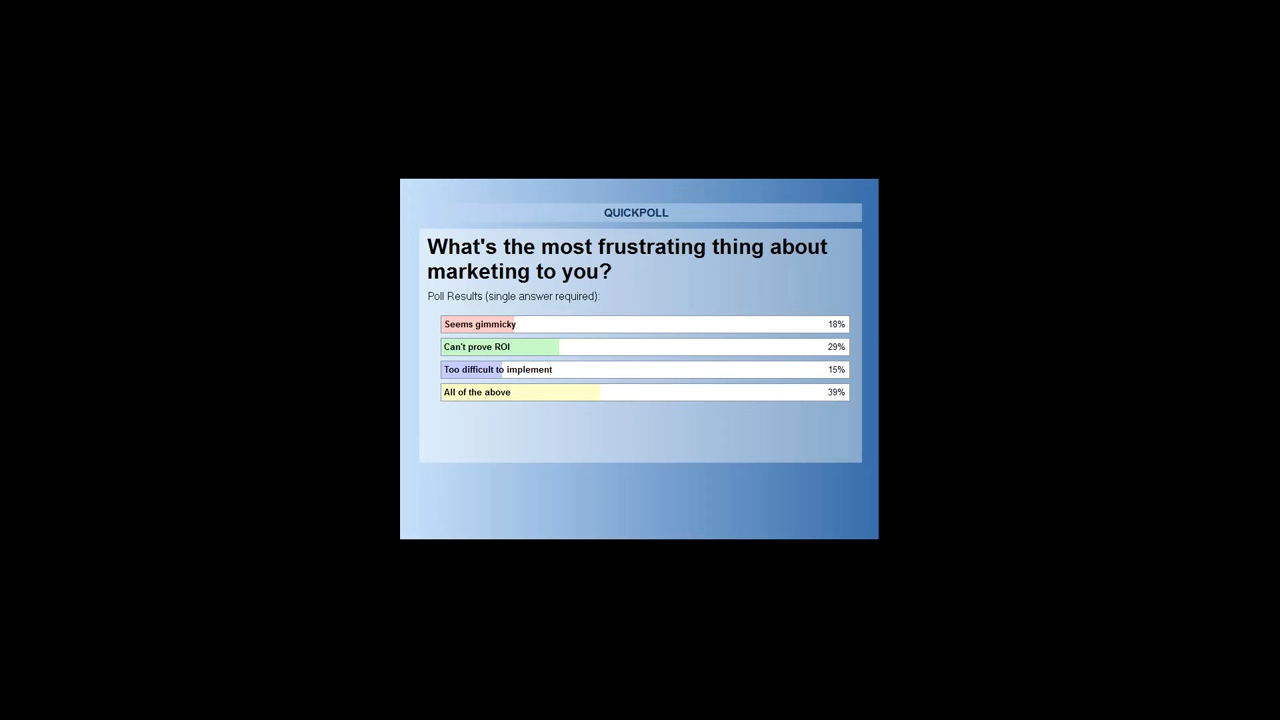 QUICKPOLL
What's the most frustrating thing about
marketing to you?
Poll Results (single answer required):
Seems gimmicky 18%
Can't prove ROI 29%
Too difficult to implement 15%
All of the above 39%